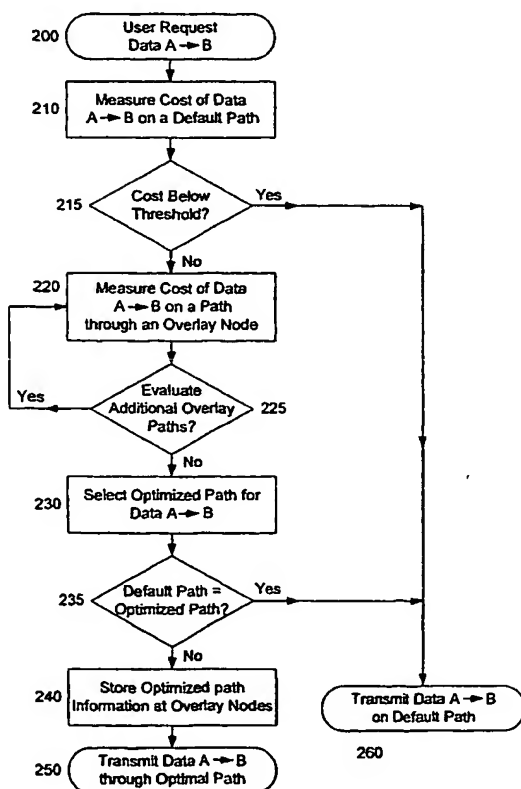 200
User Request
Data A → B
210
Measure Cost of Data
A → B on a Default Path
215
Cost Below
Threshold?
Yes
No
220
Measure Cost of Data
A → B on a Path
through an Overlay Node
Yes
Evaluate
Additional Overlay
Paths?
225
No
230
Select Optimized Path for
Data A → B
235
Default Path =
Optimized Path?
Yes
No
240
Store Optimized path
Information at Overlay Nodes
Transmit Data A → B
on Default Path
250
Transmit Data A → B
through Optimal Path
260